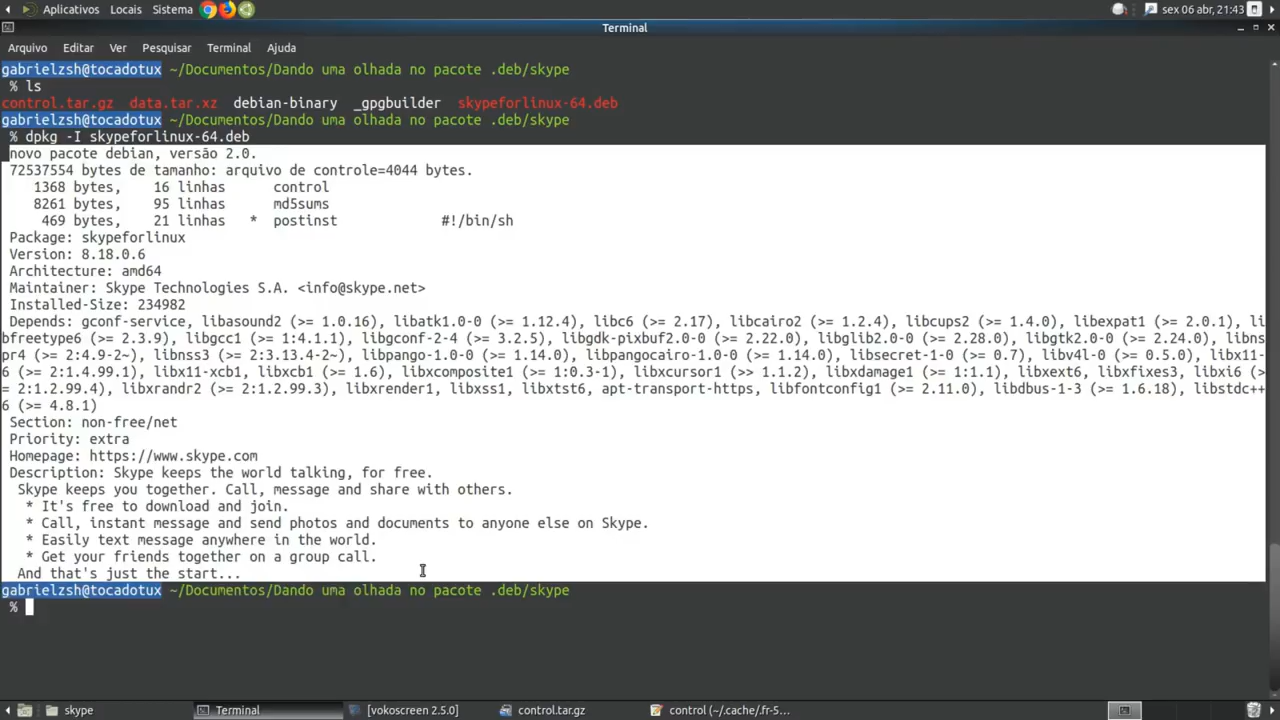 Aplicativos Locais Sistema sex 06 abr, 21:43
Terminal
Arquivo Editar Ver Pesquisar Terminal Ajuda
gabrielzsh@tocadotux ~/Documentos/Dando uma olhada no pacote .deb/skype
% ls
control.tar.gz data.tar.xz debian-binary _gpgbuilder skypeforlinux-64.deb
gabrielzsh@tocadotux ~/Documentos/Dando uma olhada no pacote .deb/skype
% dpkg -I skypeforlinux-64.deb
novo pacote debian, versão 2.0.
72537554 bytes de tamanho: arquivo de controle=4044 bytes.
1368 bytes, 16 linhas control
8261 bytes, 95 linhas md5sums
469 bytes, 21 linhas * postinst #!/bin/sh
Package: skypeforlinux
Version: 8.18.0.6
Architecture: amd64
Maintainer: Skype Technologies S.A. <info@skype.net>
Installed-Size: 234982
Depends: gconf-service, libasound2 (>= 1.0.16), libatk1.0-0 (>= 1.12.4), libc6 (>= 2.17), libcairo2 (>= 1.2.4), libcups2 (>= 1.4.0), libexpat1 (>= 2.0.1), li
bfreetype6 (>= 2.3.9), libgcc1 (>= 1:4.1.1), libgconf-2-4 (>= 3.2.5), libgdk-pixbuf2.0-0 (>= 2.22.0), libglib2.0-0 (>= 2.28.0), libgtk2.0-0 (>= 2.24.0), libns
pr4 (>= 2:4.9-2~), libnss3 (>= 2:3.13.4-2~), libpango-1.0-0 (>= 1.14.0), libpangocairo-1.0-0 (>= 1.14.0), libsecret-1-0 (>= 0.7), libv4l-0 (>= 0.5.0), libx11-
6 (>= 2:1.4.99.1), libx11-xcb1, libxcb1 (>= 1.6), libxcomposite1 (>= 1:0.3-1), libxcursor1 (>> 1.1.2), libxdamage1 (>= 1:1.1), libxext6, libxfixes3, libxi6 (>
= 2:1.2.99.4), libxrandr2 (>= 2:1.2.99.3), libxrender1, libxss1, libxtst6, apt-transport-https, libfontconfig1 (>= 2.11.0), libdbus-1-3 (>= 1.6.18), libstdc++
6 (>= 4.8.1)
Section: non-free/net
Priority: extra
Homepage: https://www.skype.com
Description: Skype keeps the world talking, for free.
Skype keeps you together. Call, message and share with others.
* It's free to download and join.
* Call, instant message and send photos and documents to anyone else on Skype.
* Easily text message anywhere in the world.
* Get your friends together on a group call.
And that's just the start...
gabrielzsh@tocadotux ~/Documentos/Dando uma olhada no pacote .deb/skype
%
skype Terminal [vokoscreen 2.5.0] control.tar.gz control (~/.cache/.fr-5...